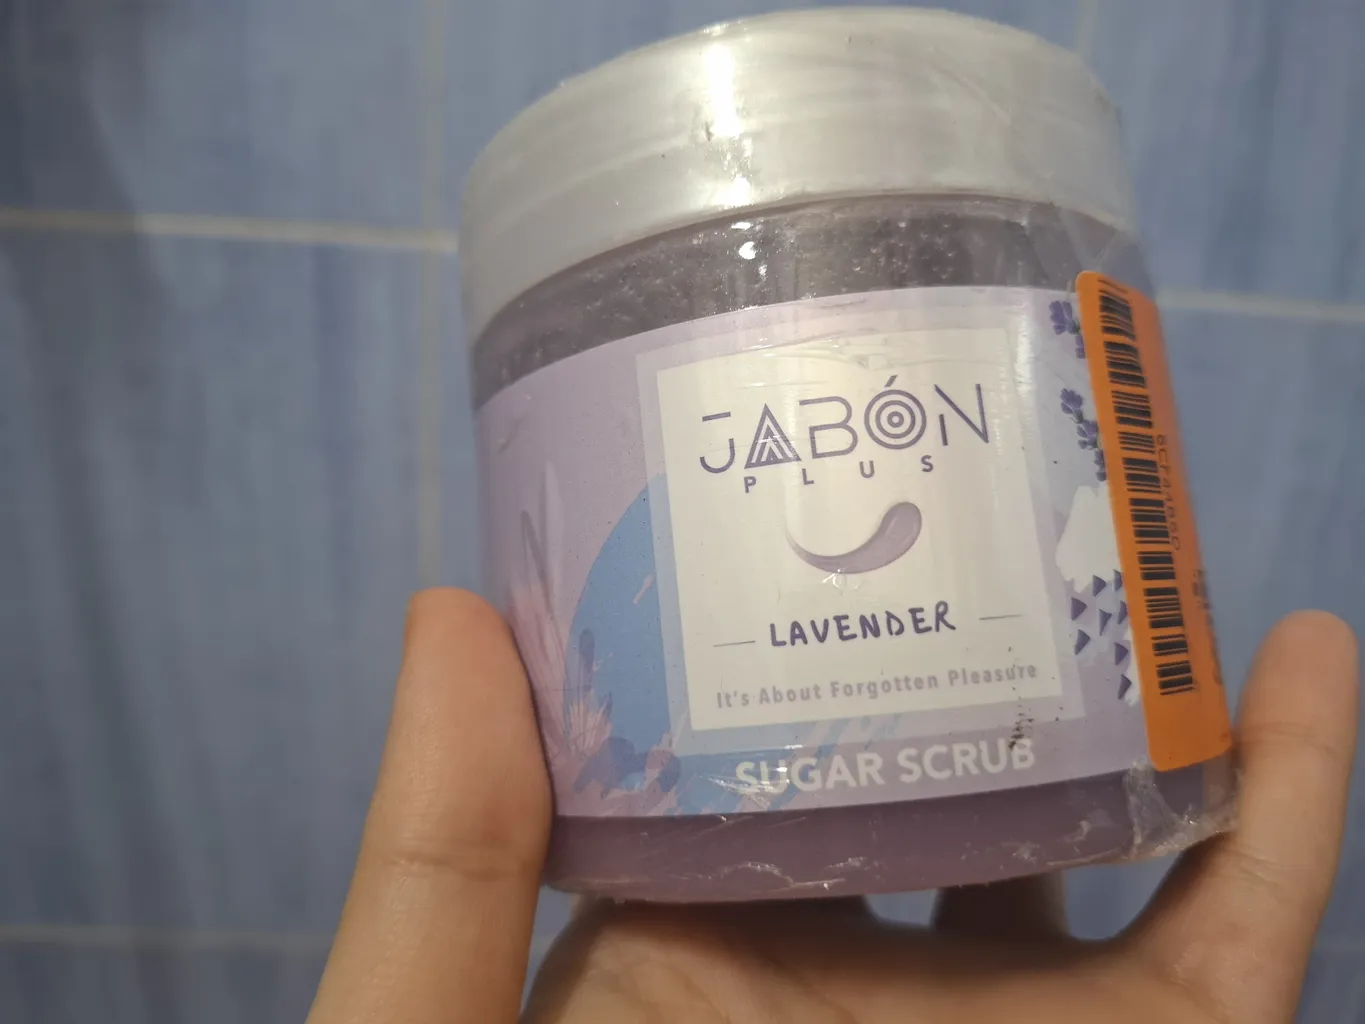 JABÓN
PLUS
LAVENDER
It's About Forgotten Pleasure
SUGAR SCRUB